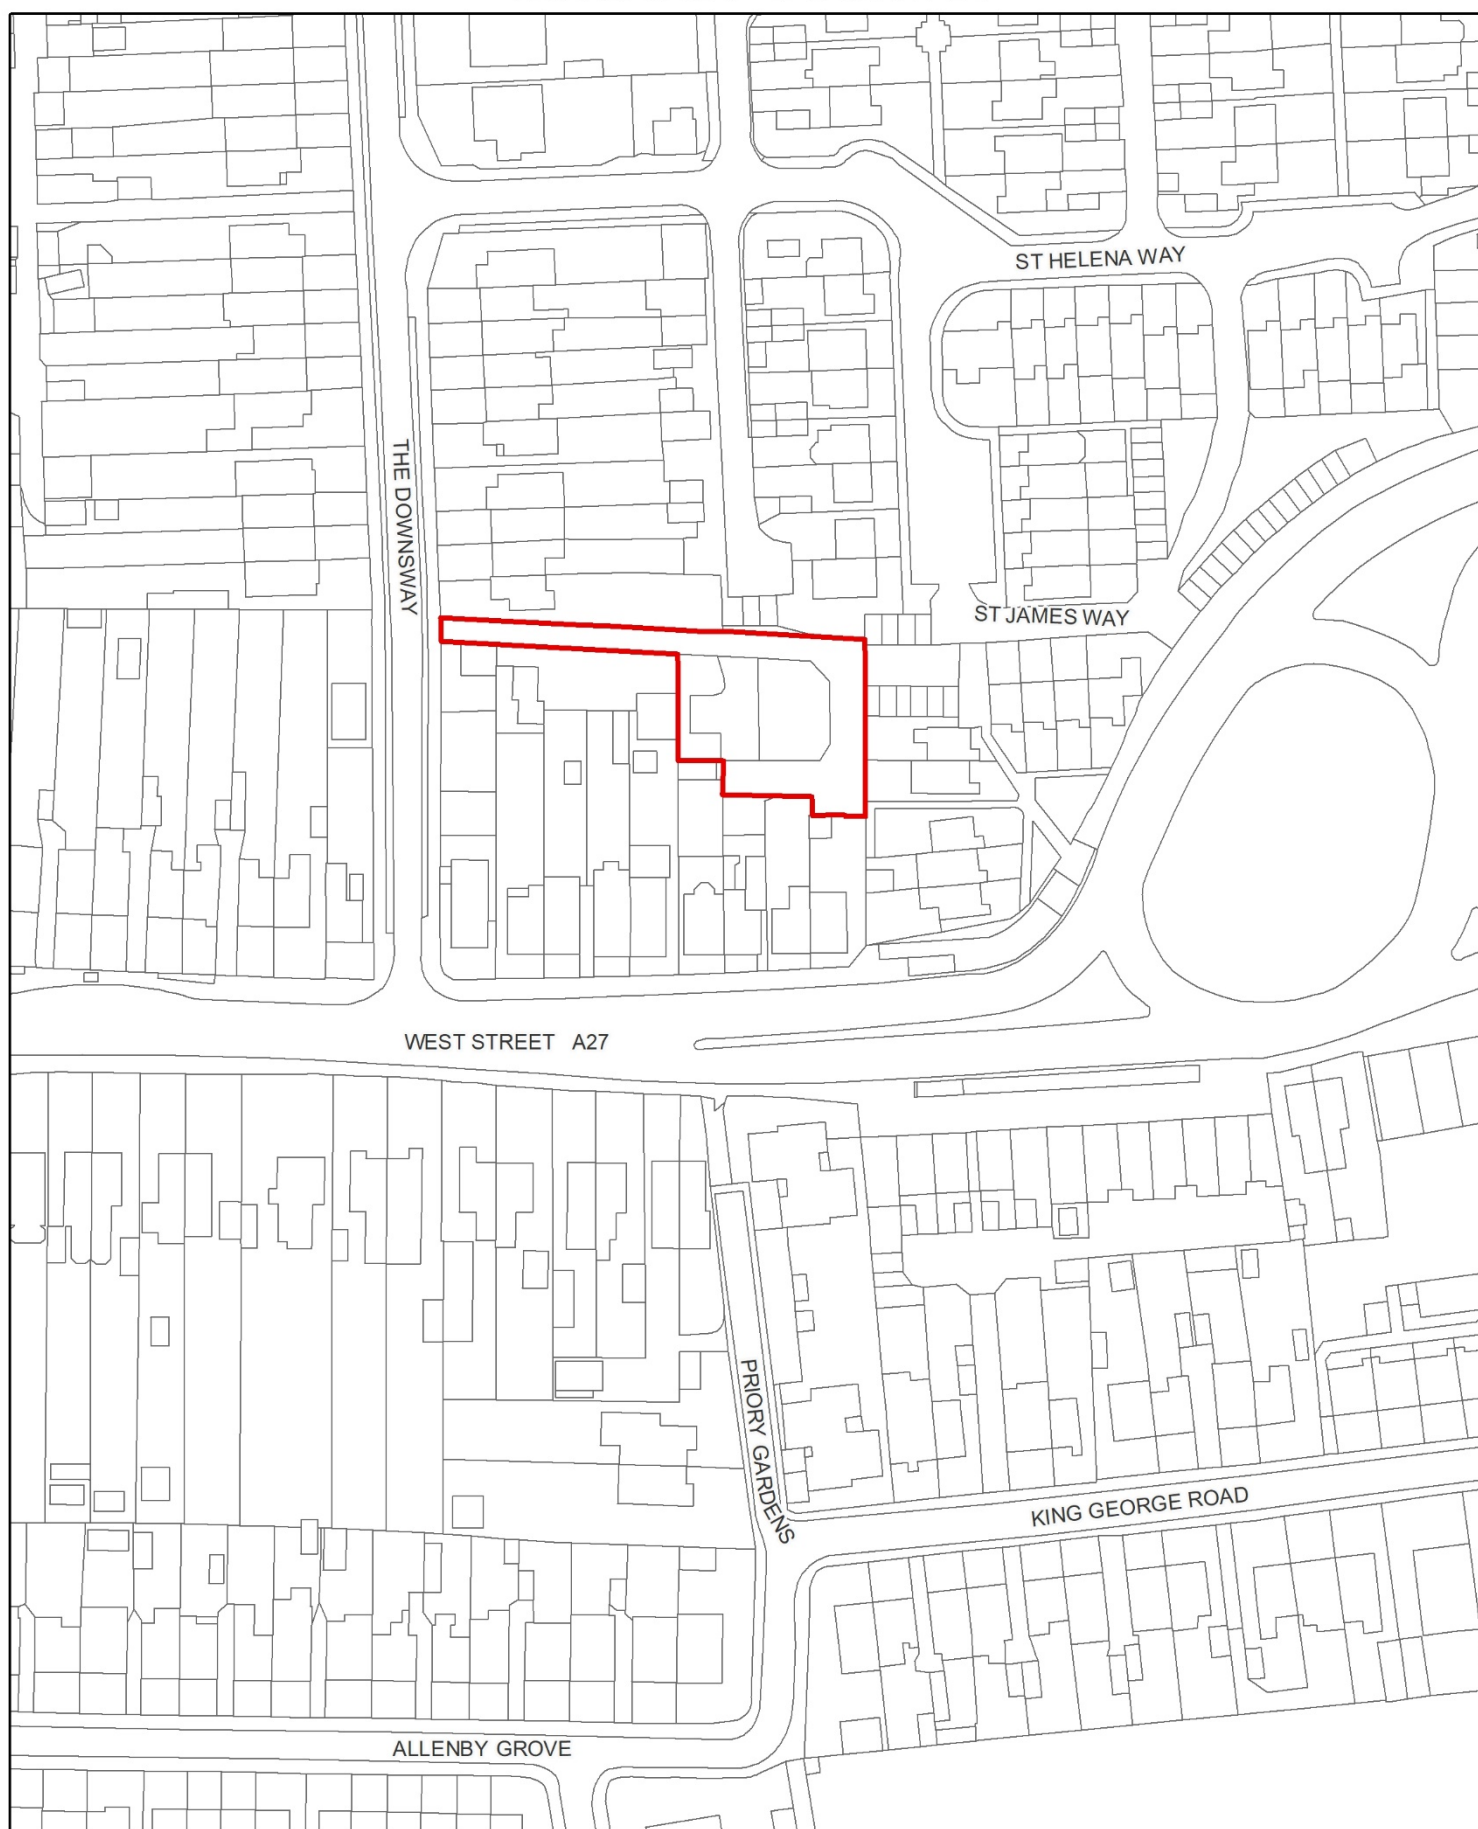 ST HELENA WAY
THE DOWNSWAY
ST JAMES WAY
WEST STREET A27
PRIORY GARDENS
KING GEORGE ROAD
ALLENBY GROVE